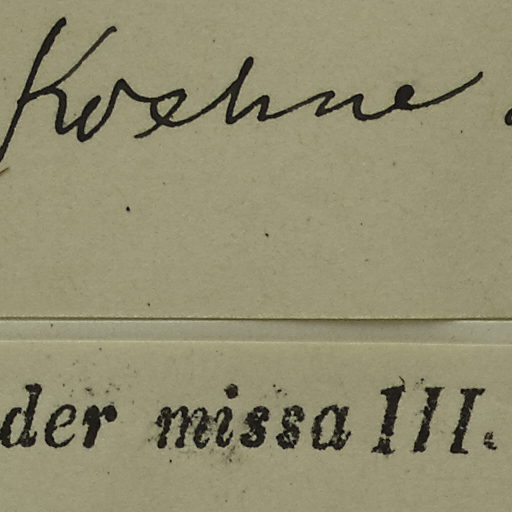 Koehne
der missa III.